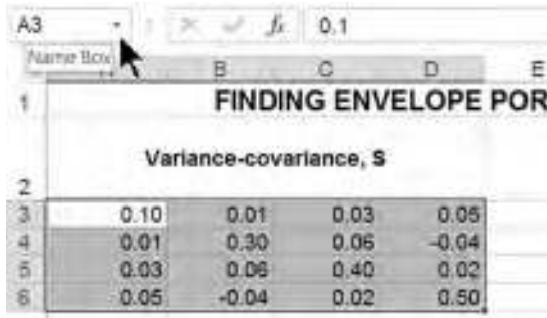 A3 fx 0.1
Name Box
B C D E
1 FINDING ENVELOPE POR
Variance-covariance, S
2
3 0.10 0.01 0.03 0.05
4 0.01 0.30 0.06 -0.04
5 0.03 0.06 0.40 0.02
6 0.05 -0.04 0.02 0.50